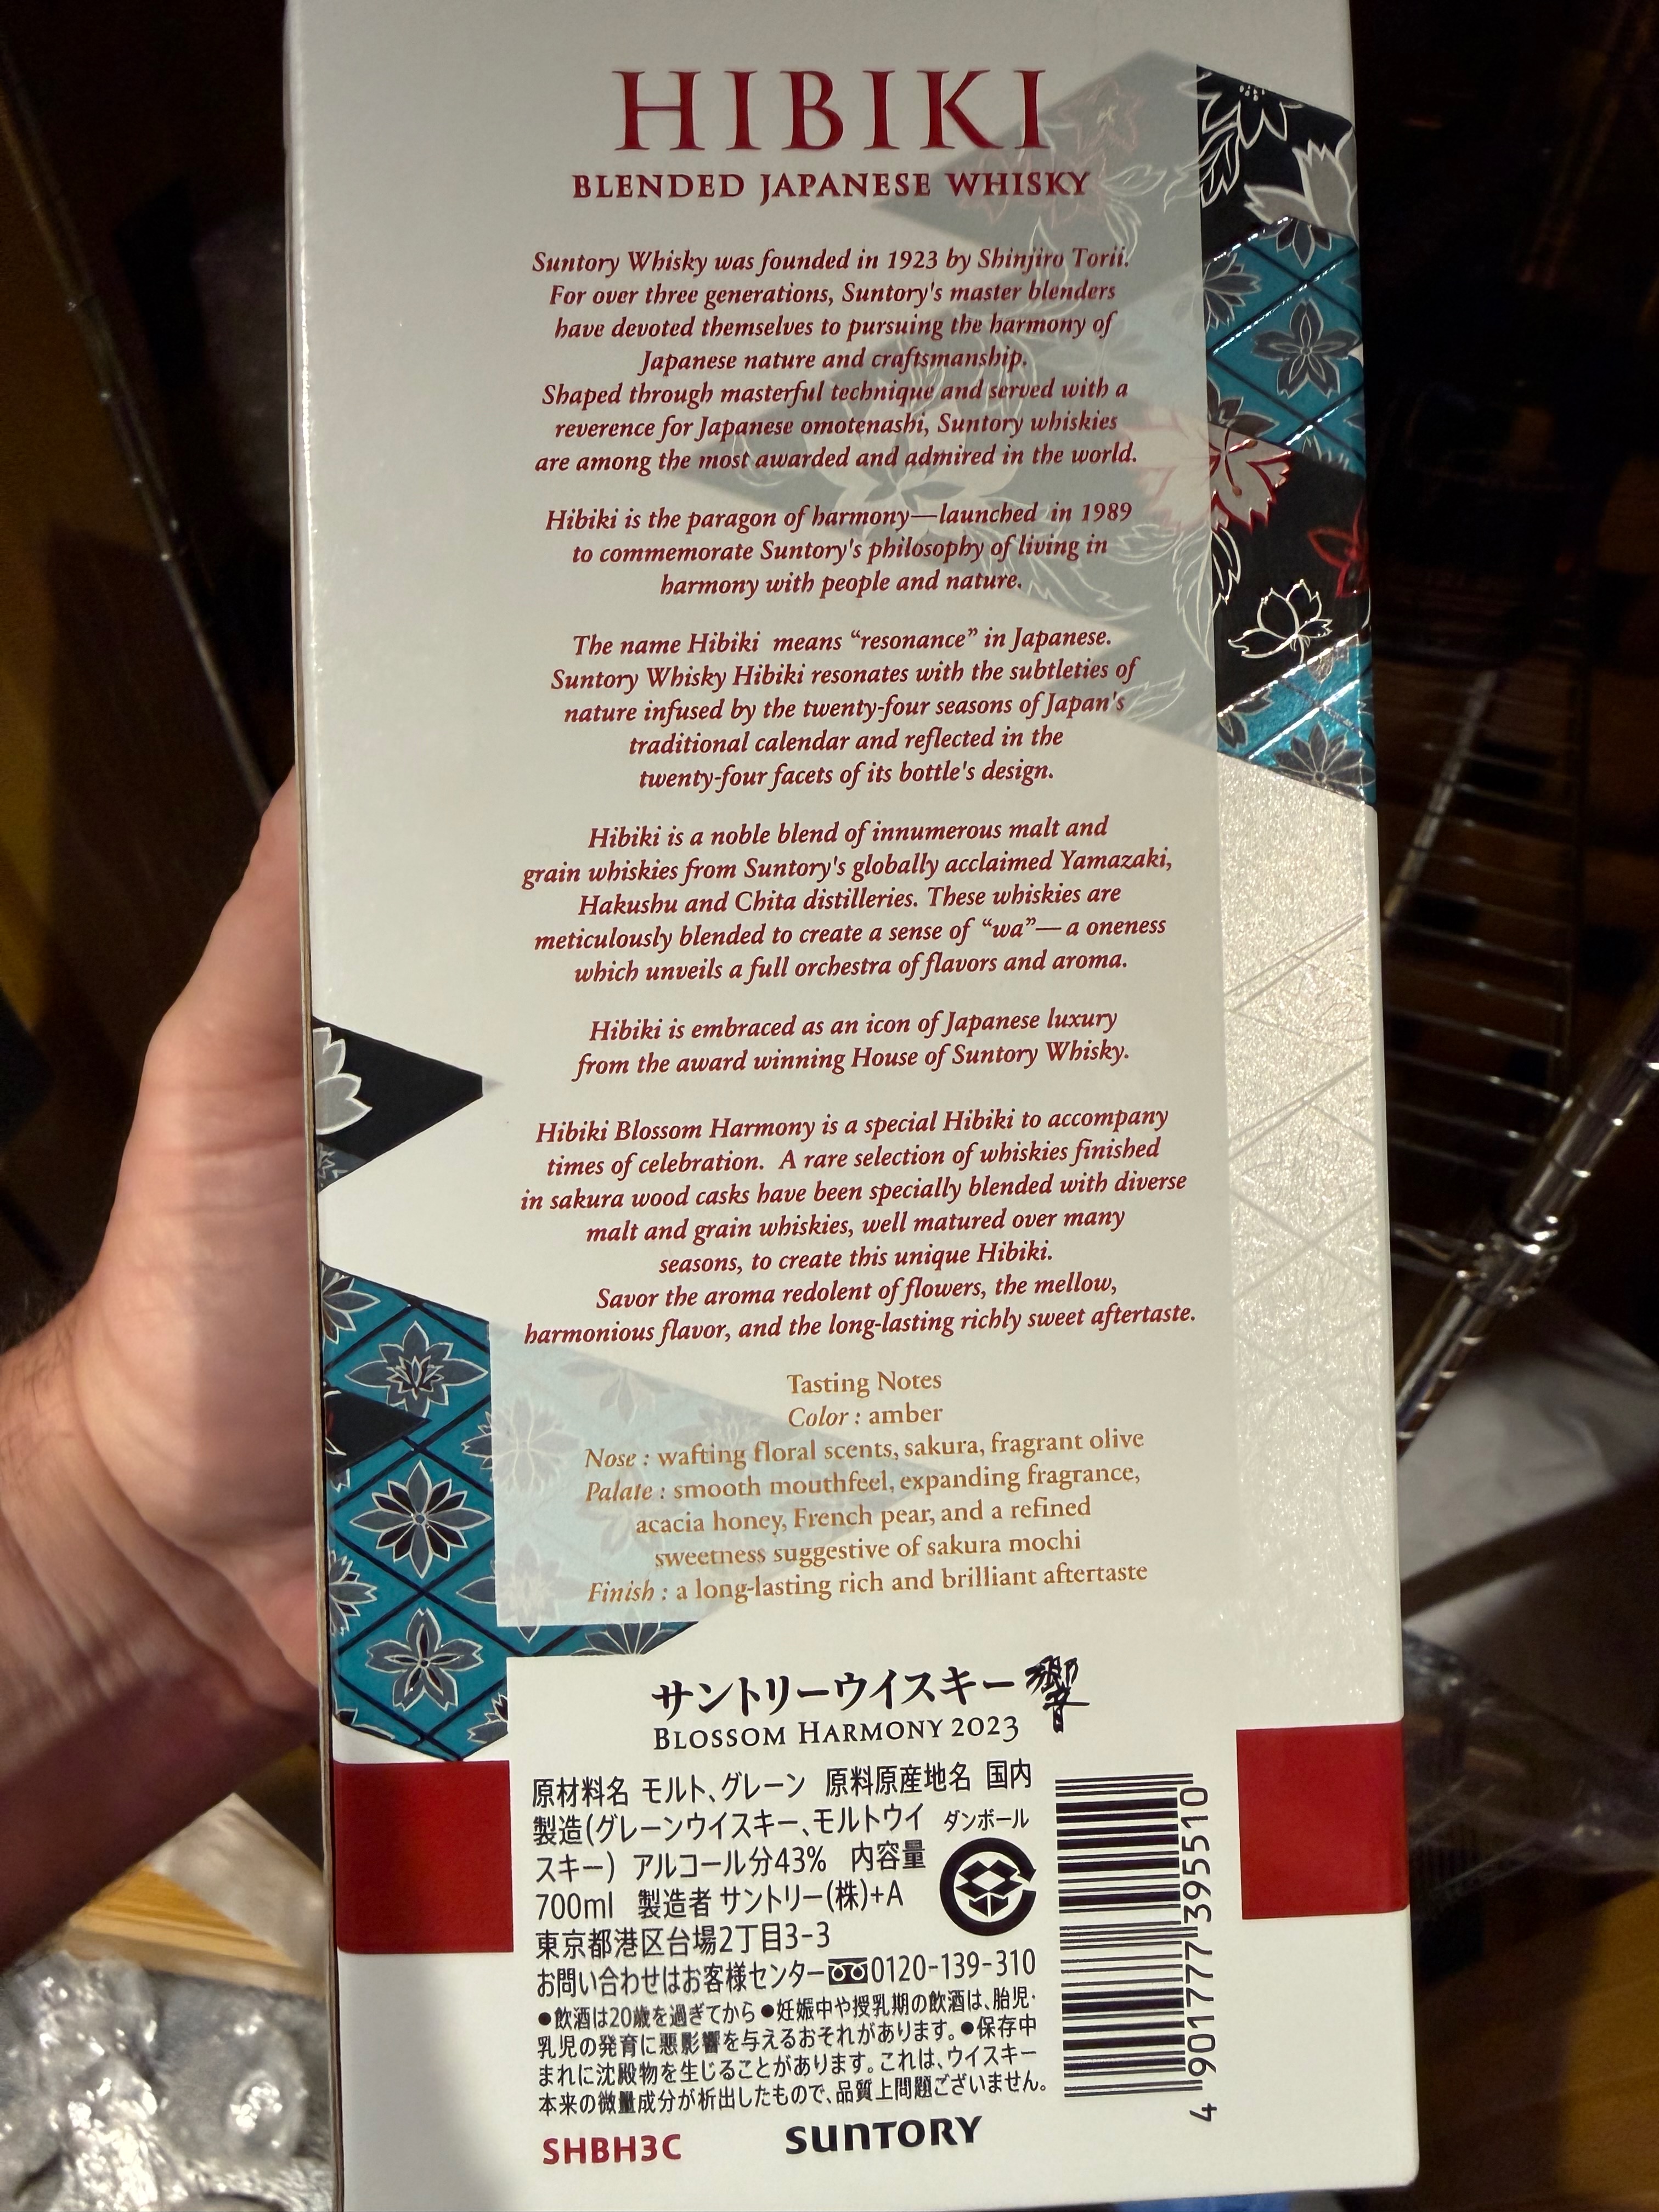 HIBIKI
BLENDED JAPANESE WHISKY
Suntory Whisky was founded in 1923 by Shinjiro Torii.
For over three generations, Suntory's master blenders
have devoted themselves to pursuing the harmony of
Japanese nature and craftsmanship.
Shaped through masterful technique and served with a
reverence for Japanese omotenashi, Suntory whiskies
are among the most awarded and admired in the world.
Hibiki is the paragon of harmony—launched in 1989
to commemorate Suntory's philosophy of living in
harmony with people and nature.
The name Hibiki means “resonance” in Japanese.
Suntory Whisky Hibiki resonates with the subtleties of
nature infused by the twenty-four seasons of Japan's
traditional calendar and reflected in the
twenty-four facets of its bottle's design.
Hibiki is a noble blend of innumerous malt and
grain whiskies from Suntory's globally acclaimed Yamazaki,
Hakushu and Chita distilleries. These whiskies are
meticulously blended to create a sense of “wa”— a oneness
which unveils a full orchestra of flavors and aroma.
Hibiki is embraced as an icon of Japanese luxury
from the award winning House of Suntory Whisky.
Hibiki Blossom Harmony is a special Hibiki to accompany
times of celebration. A rare selection of whiskies finished
in sakura wood casks have been specially blended with diverse
malt and grain whiskies, well matured over many
seasons, to create this unique Hibiki.
Savor the aroma redolent of flowers, the mellow,
harmonious flavor, and the long-lasting richly sweet aftertaste.
Tasting Notes
Color : amber
Nose : wafting floral scents, sakura, fragrant olive
Palate : smooth mouthfeel, expanding fragrance,
acacia honey, French pear, and a refined
sweetness suggestive of sakura mochi
Finish : a long-lasting rich and brilliant aftertaste
サントリーウイスキー 響
BLOSSOM HARMONY 2023
原材料名 モルト、グレーン 原料原産地名 国内
製造(グレーンウイスキー、モルトウイ
スキー) アルコール分43% 内容量
700ml 製造者 サントリー(株)+A
東京都港区台場2丁目3-3
お問い合わせはお客様センター 0120-139-310
●飲酒は20歳を過ぎてから ●妊娠中や授乳期の飲酒は、胎児・
乳児の発育に悪影響を与えるおそれがあります。●保存中
まれに沈殿物を生じることがあります。これは、ウイスキー
本来の微量成分が析出したもので、品質上問題ございません。
ダンボール
4 901777 395510
SHBH3C
SUNTORY